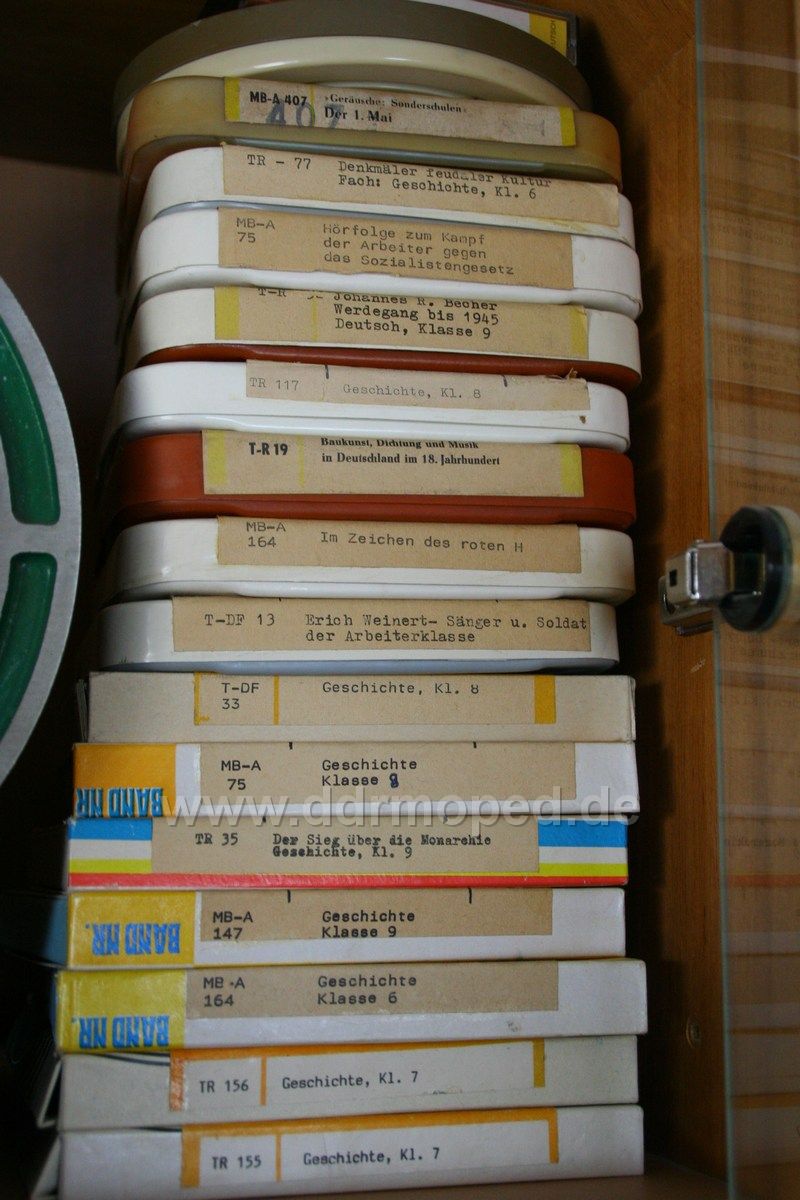 MB-A 407 ›Geräusche: Sonderschulen‹
407 Der 1. Mai
TR - 77 Denkmäler feudaler Kultur
Fach: Geschichte, Kl. 6
MB-A Hörfolge zum Kampf
75 der Arbeiter gegen
das Sozialistengesetz
T-R Johannes R. Becher
Werdegang bis 1945
Deutsch, Klasse 9
TR 117 Geschichte, Kl. 8
T-R 19 Baukunst, Dichtung und Musik
in Deutschland im 18. Jahrhundert
MB-A
164 Im Zeichen des roten H
T-DF 13 Erich Weinert- Sänger u. Soldat
der Arbeiterklasse
T-DF Geschichte, Kl. 8
33
MB-A Geschichte
75 Klasse 8
BAND NR
www.ddrmoped.de
TR 35 Der Sieg über die Monarchie
Geschichte, Kl. 9
MB-A Geschichte
147 Klasse 9
BAND NR.
MB-A Geschichte
164 Klasse 6
BAND NR.
TR 156 Geschichte, Kl. 7
TR 155 Geschichte, Kl. 7